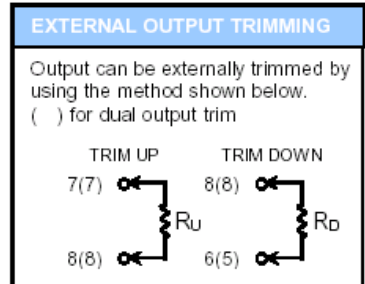 EXTERNAL OUTPUT TRIMMING
Output can be externally trimmed by
using the method shown below.
( ) for dual output trim
TRIM UP TRIM DOWN
7(7) 8(8)
RU RD
8(8) 6(5)